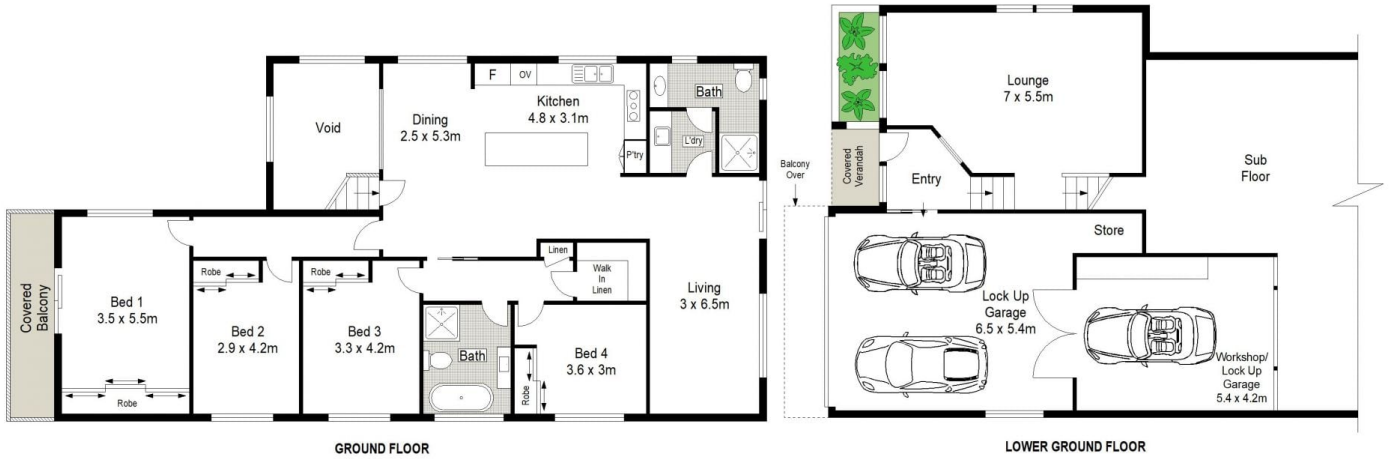 Void
Dining
2.5 x 5.3m
F
OV
Kitchen
4.8 x 3.1m
P'try
Bath
L'dry
Covered
Balcony
Bed 1
3.5 x 5.5m
Robe
Robe
Bed 2
2.9 x 4.2m
Robe
Bed 3
3.3 x 4.2m
Bath
Linen
Walk
In
Linen
Robe
Bed 4
3.6 x 3m
Living
3 x 6.5m
GROUND FLOOR
Balcony
Over
Covered
Verandah
Entry
Lounge
7 x 5.5m
Sub
Floor
Store
Lock Up
Garage
6.5 x 5.4m
Workshop/
Lock Up
Garage
5.4 x 4.2m
LOWER GROUND FLOOR